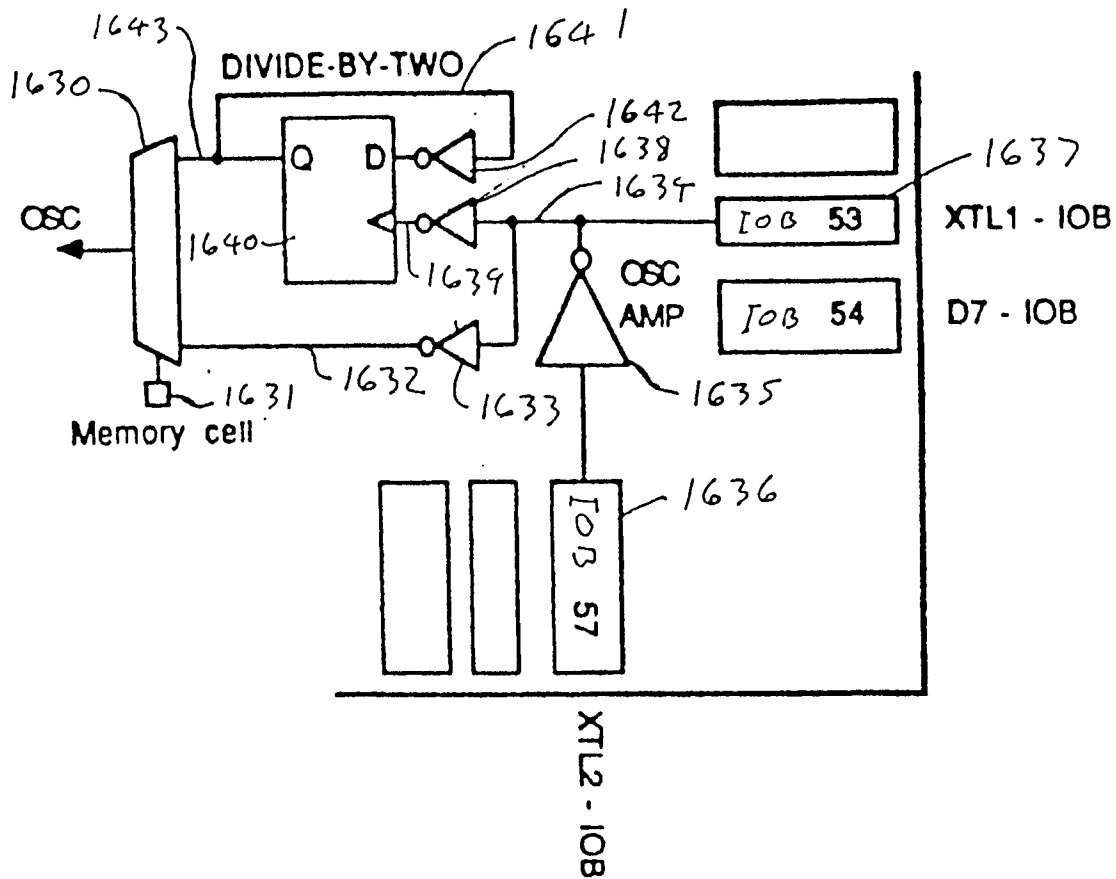 1643
1641
DIVIDE-BY-TWO
1630
1642
1638
1637
1634
Q
D
OSC
IOB 53
XTL1 - IOB
1640
1639
OSC
AMP
IOB 54
D7 - IOB
1632
1633
1635
1631
Memory cell
1636
IOB 57
XTL2 - IOB